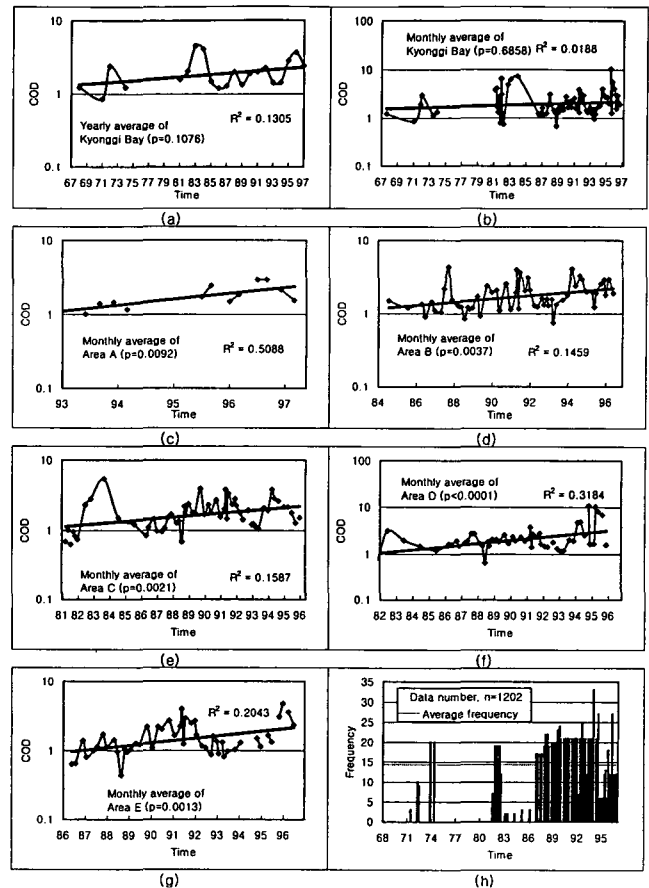 10
COD
1
0.1
Yearly average of
Kyonggi Bay (p=0.1076)
R² = 0.1305
67 69 71 73 75 77 79 81 83 85 87 89 91 93 95 97
Time
(a)
100
10
COD
1
0.1
Monthly average of
Kyonggi Bay (p=0.6858) R² = 0.0188
67 69 71 73 75 77 79 81 83 85 87 89 91 92 95 97
Time
(b)
10
COD
1
0.1
Monthly average of
Area A (p=0.0092)
R² = 0.5088
93 94 95 96 97
Time
(c)
10
COD
1
0.1
Monthly average of
Area B (p=0.0037)
R² = 0.1459
84 86 88 90 92 94 96
Time
(d)
10
COD
1
0.1
Monthly average of
Area C (p=0.0021)
R² = 0.1587
81 82 83 84 85 86 87 88 89 90 91 92 93 94 95 96
Time
(e)
100
10
COD
1
0.1
Monthly average of
Area D (p<0.0001)
R² = 0.3184
82 83 84 85 86 87 88 89 90 91 92 93 94 95 96
Time
(f)
10
COD
1
0.1
R² = 0.2043
Monthly average of
Area E (p=0.0013)
86 87 88 89 90 91 92 93 94 95 96
Time
(g)
35
30
25
20
15
10
5
0
Frequency
Data number, n=1202
Average frequency
68 71 74 77 80 83 86 89 92 95
Time
(h)